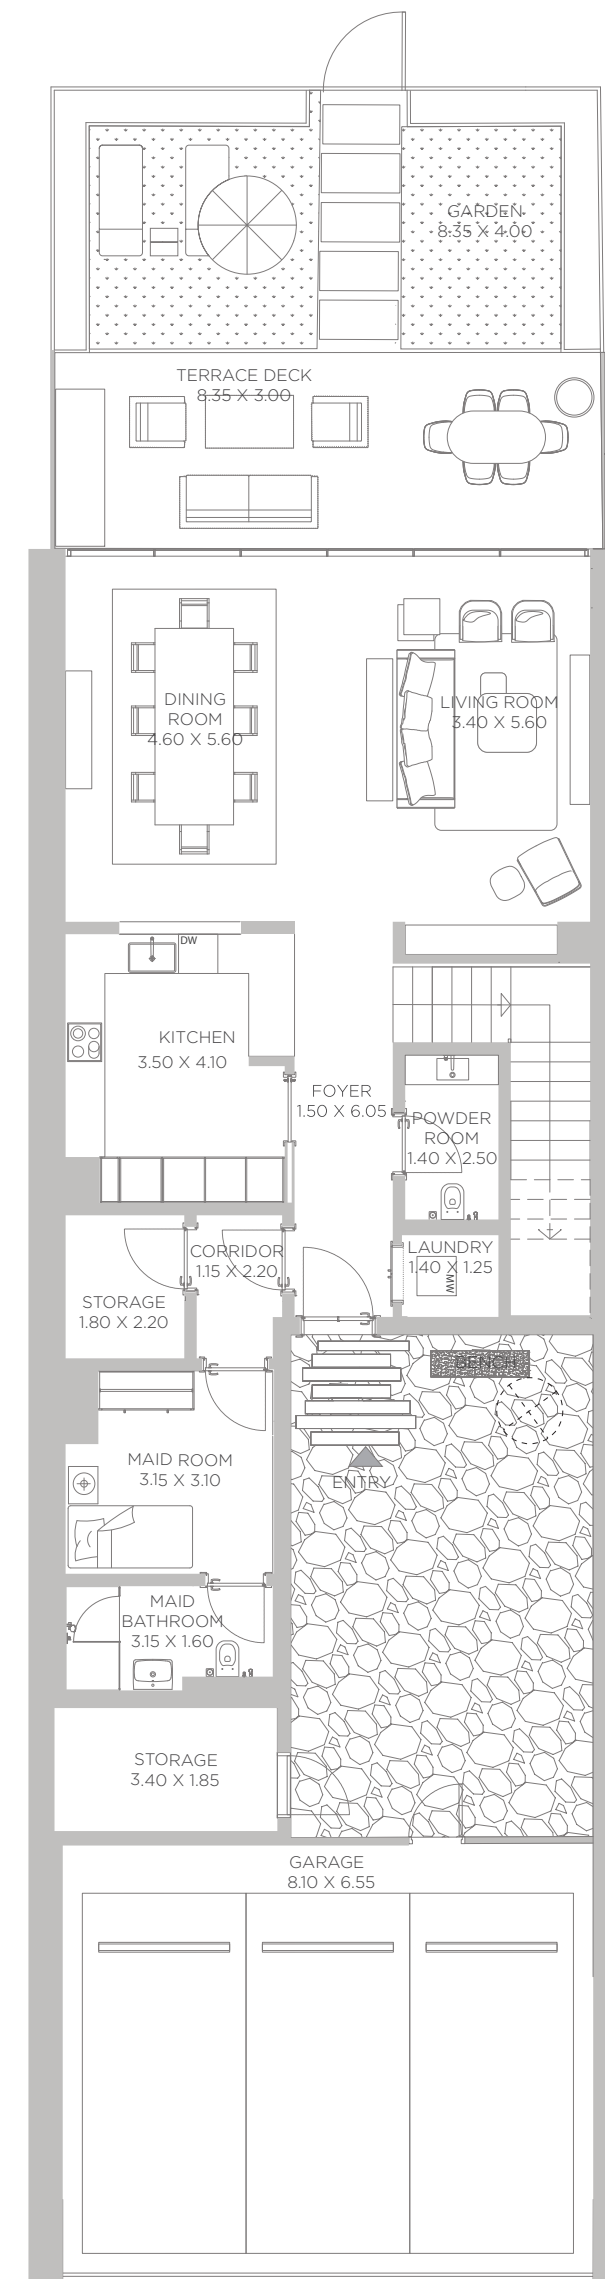 GARDEN
8.35 X 4.00
TERRACE DECK
8.35 X 3.00
DINING
ROOM
4.60 X 5.60
LIVING ROOM
3.40 X 5.60
DW
KITCHEN
3.50 X 4.10
FOYER
1.50 X 6.05
POWDER
ROOM
1.40 X 2.50
CORRIDOR
1.15 X 2.20
LAUNDRY
1.40 X 1.25
MW
STORAGE
1.80 X 2.20
BENCH
MAID ROOM
3.15 X 3.10
ENTRY
MAID
BATHROOM
3.15 X 1.60
STORAGE
3.40 X 1.85
GARAGE
8.10 X 6.55